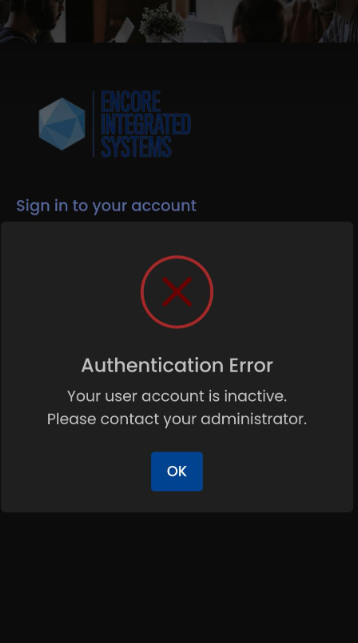 ENCORE
INTEGRATED
SYSTEMS
Sign in to your account
Authentication Error
Your user account is inactive.
Please contact your administrator.
OK